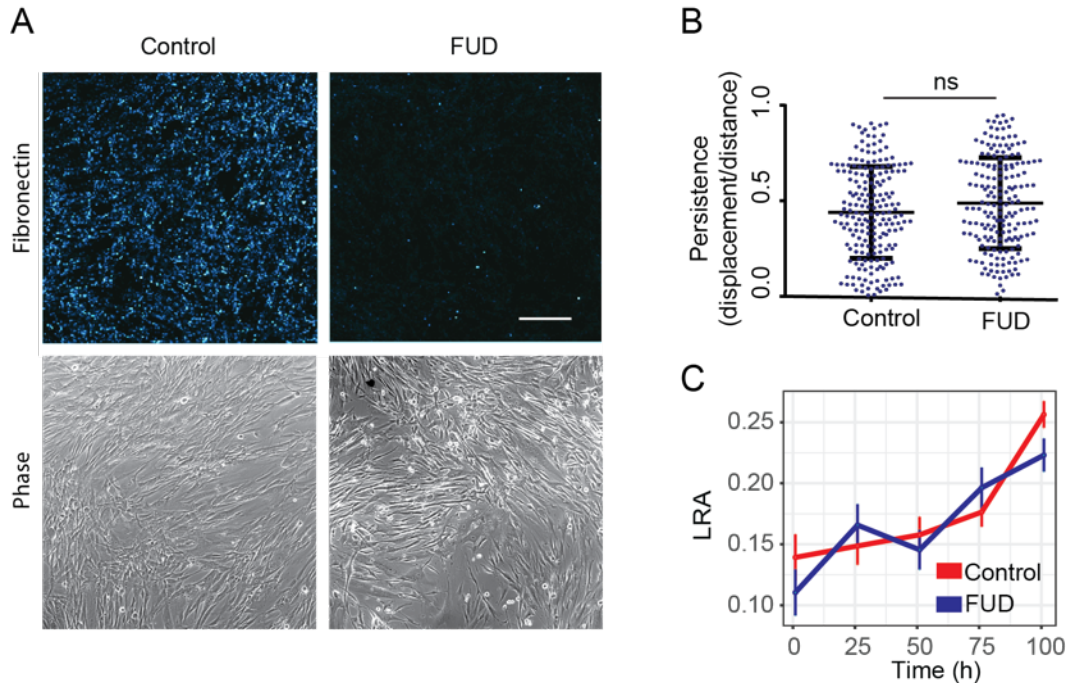 A
Control
FUD
Fibronectin
Phase
B
ns
Persistence
(displacement/distance)
1.0
0.5
0.0
Control
FUD
C
LRA
0.25
0.20
0.15
0.10
Control
FUD
0
25
50
75
100
Time (h)